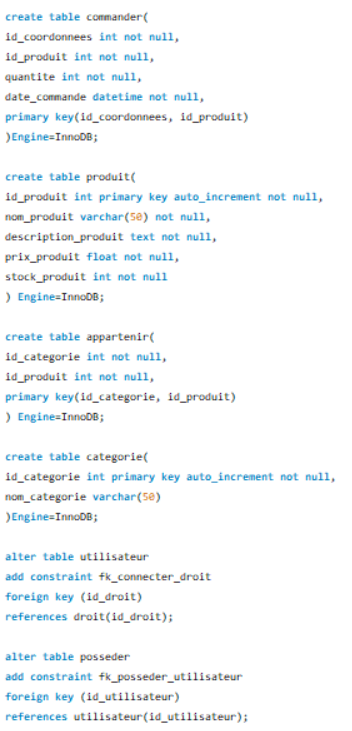 create table commander(
id_coordonnees int not null,
id_produit int not null,
quantite int not null,
date_commande datetime not null,
primary key(id_coordonnees, id_produit)
)Engine=InnoDB;
create table produit(
id_produit int primary key auto_increment not null,
nom_produit varchar(50) not null,
description_produit text not null,
prix_produit float not null,
stock_produit int not null
) Engine=InnoDB;
create table appartenir(
id_categorie int not null,
id_produit int not null,
primary key(id_categorie, id_produit)
) Engine=InnoDB;
create table categorie(
id_categorie int primary key auto_increment not null,
nom_categorie varchar(50)
)Engine=InnoDB;
alter table utilisateur
add constraint fk_connecter_droit
foreign key (id_droit)
references droit(id_droit);
alter table posseder
add constraint fk_posseder_utilisateur
foreign key (id_utilisateur)
references utilisateur(id_utilisateur);